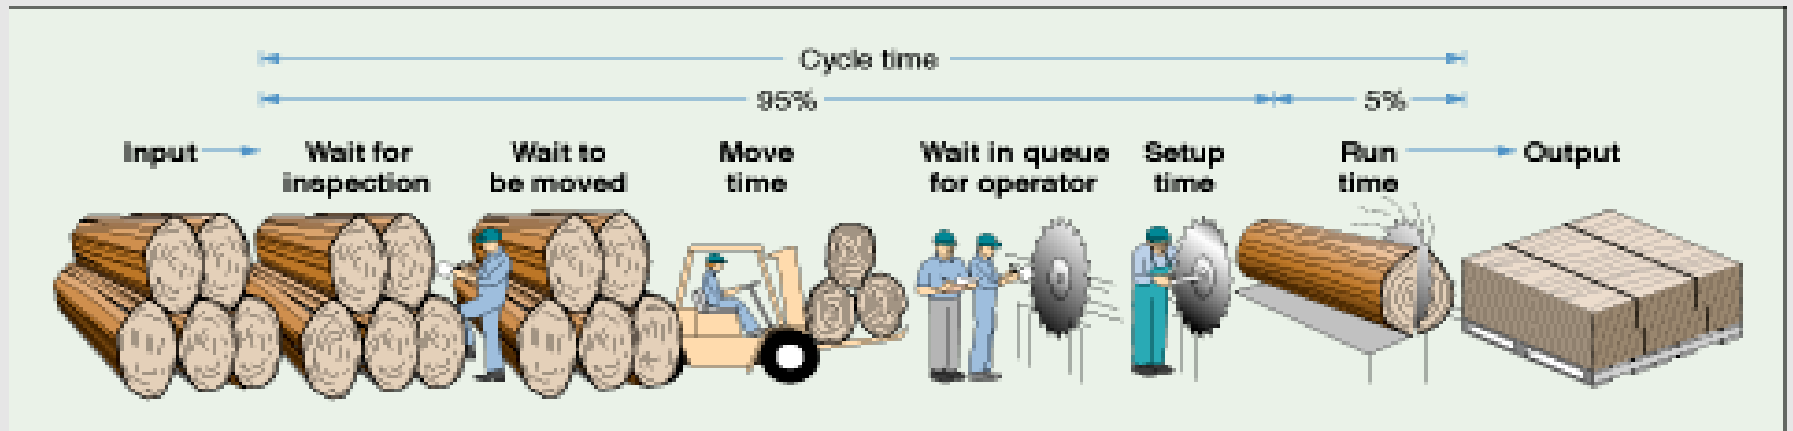 Cycle time
95%
5%
Input
Wait for
inspection
Wait to
be moved
Move
time
Wait in queue
for operator
Setup
time
Run
time
Output